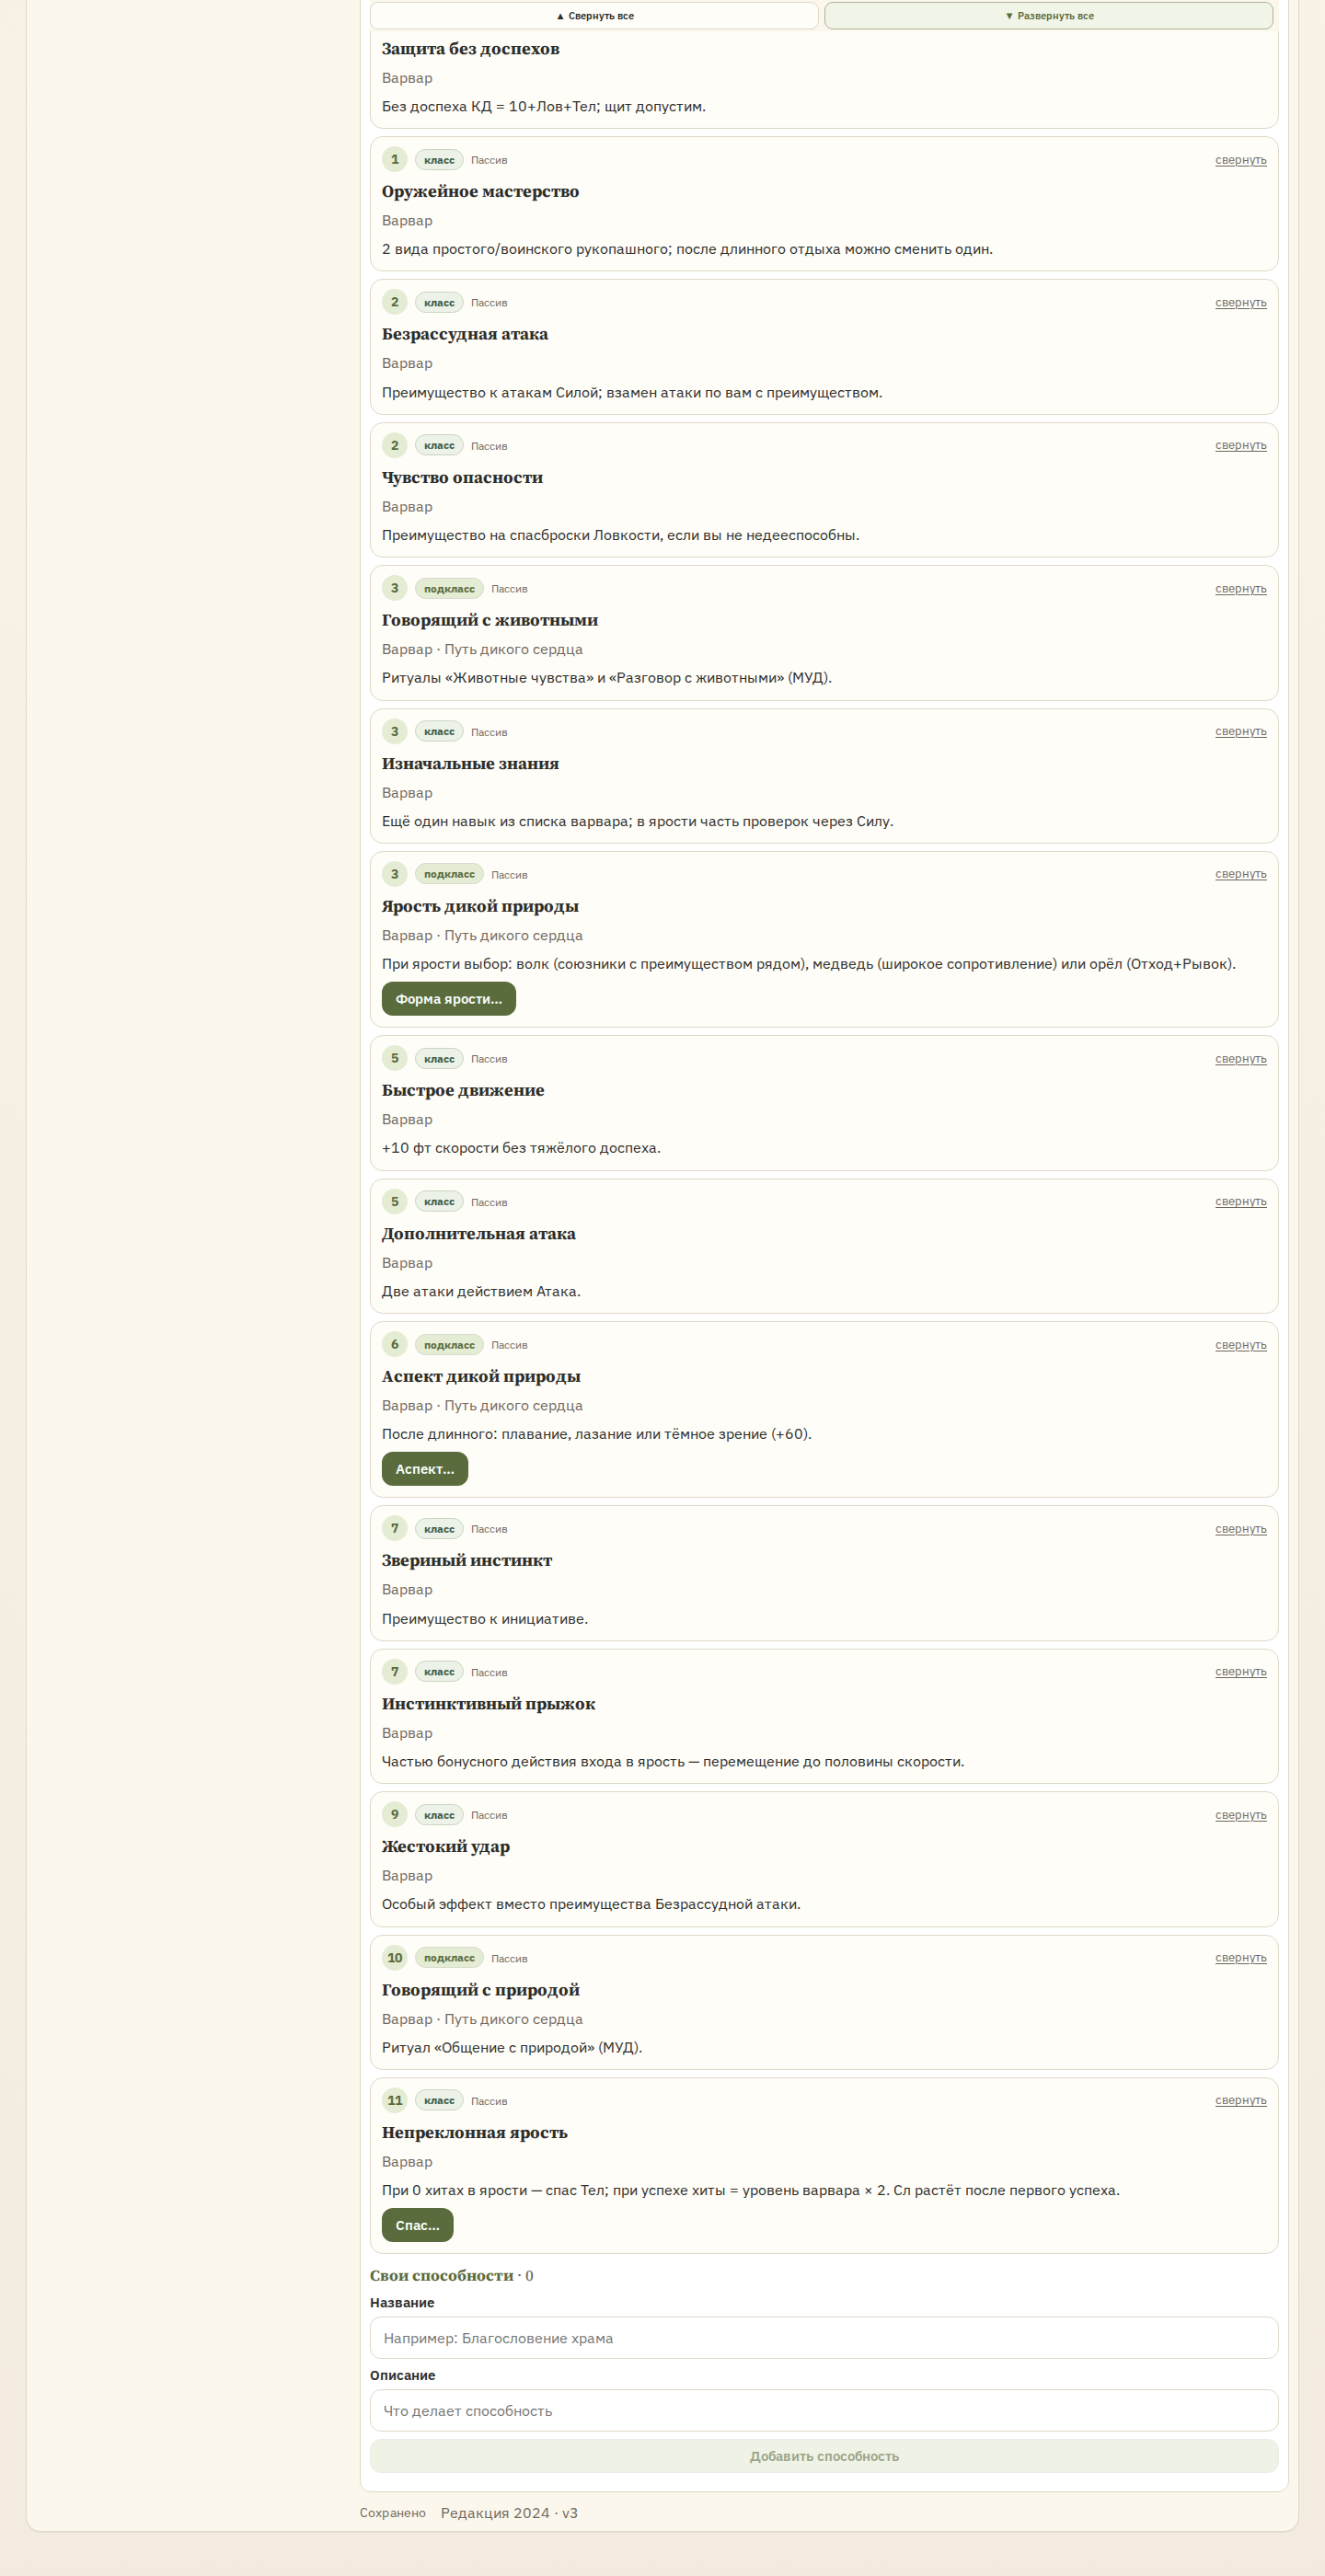 ▲ Свернуть все
▼ Развернуть все
Защита без доспехов
Варвар
Без доспеха КД = 10+Лов+Тел; щит допустим.
1 класс Пассив свернуть
Оружейное мастерство
Варвар
2 вида простого/воинского рукопашного; после длинного отдыха можно сменить один.
2 класс Пассив свернуть
Безрассудная атака
Варвар
Преимущество к атакам Силой; взамен атаки по вам с преимуществом.
2 класс Пассив свернуть
Чувство опасности
Варвар
Преимущество на спасброски Ловкости, если вы не недееспособны.
3 подкласс Пассив свернуть
Говорящий с животными
Варвар · Путь дикого сердца
Ритуалы «Животные чувства» и «Разговор с животными» (МУД).
3 класс Пассив свернуть
Изначальные знания
Варвар
Ещё один навык из списка варвара; в ярости часть проверок через Силу.
3 подкласс Пассив свернуть
Ярость дикой природы
Варвар · Путь дикого сердца
При ярости выбор: волк (союзники с преимуществом рядом), медведь (широкое сопротивление) или орёл (Отход+Рывок).
Форма ярости...
5 класс Пассив свернуть
Быстрое движение
Варвар
+10 фт скорости без тяжёлого доспеха.
5 класс Пассив свернуть
Дополнительная атака
Варвар
Две атаки действием Атака.
6 подкласс Пассив свернуть
Аспект дикой природы
Варвар · Путь дикого сердца
После длинного: плавание, лазание или тёмное зрение (+60).
Аспект...
7 класс Пассив свернуть
Звериный инстинкт
Варвар
Преимущество к инициативе.
7 класс Пассив свернуть
Инстинктивный прыжок
Варвар
Частью бонусного действия входа в ярость — перемещение до половины скорости.
9 класс Пассив свернуть
Жестокий удар
Варвар
Особый эффект вместо преимущества Безрассудной атаки.
10 подкласс Пассив свернуть
Говорящий с природой
Варвар · Путь дикого сердца
Ритуал «Общение с природой» (МУД).
11 класс Пассив свернуть
Непреклонная ярость
Варвар
При 0 хитах в ярости — спас Тел; при успехе хиты = уровень варвара × 2. Сл растёт после первого успеха.
Спас...
Свои способности · 0
Название
Например: Благословение храма
Описание
Что делает способность
Добавить способность
Сохранено Редакция 2024 · v3